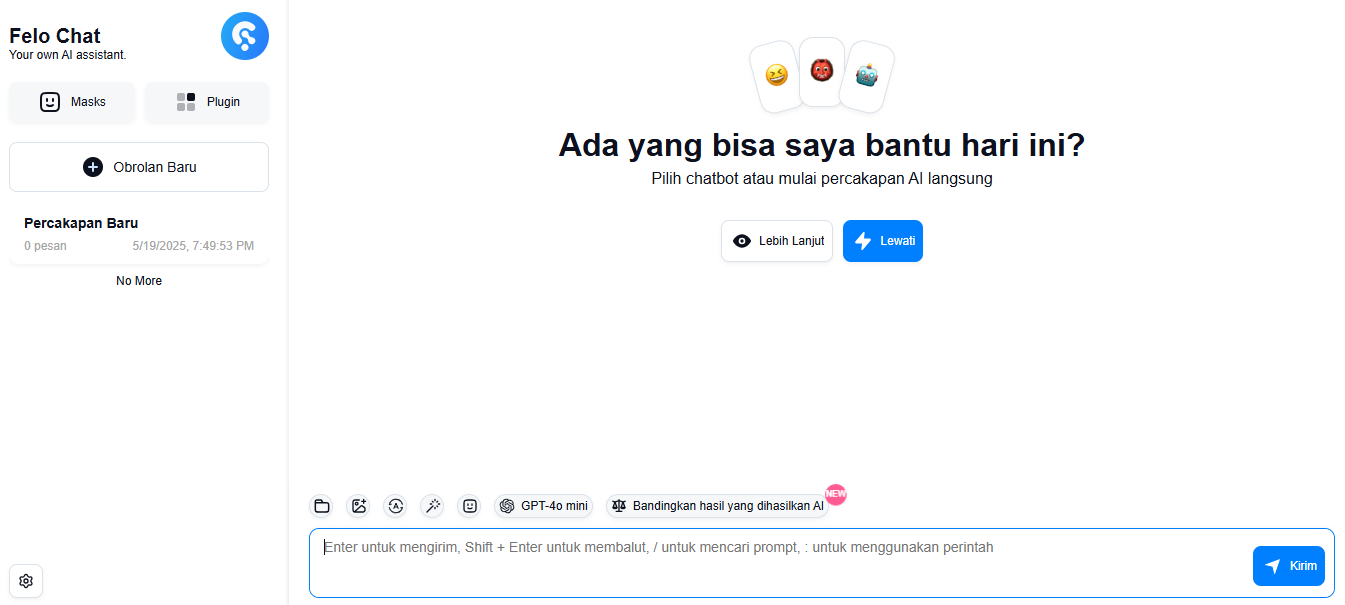 Felo Chat
Your own AI assistant.
Masks
Plugin
Obrolan Baru
Percakapan Baru
0 pesan 5/19/2025, 7:49:53 PM
No More
Ada yang bisa saya bantu hari ini?
Pilih chatbot atau mulai percakapan AI langsung
Lebih Lanjut
Lewati
GPT-4o mini
Bandingkan hasil yang dihasilkan AI
NEW
Enter untuk mengirim, Shift + Enter untuk membalut, / untuk mencari prompt, : untuk menggunakan perintah
Kirim